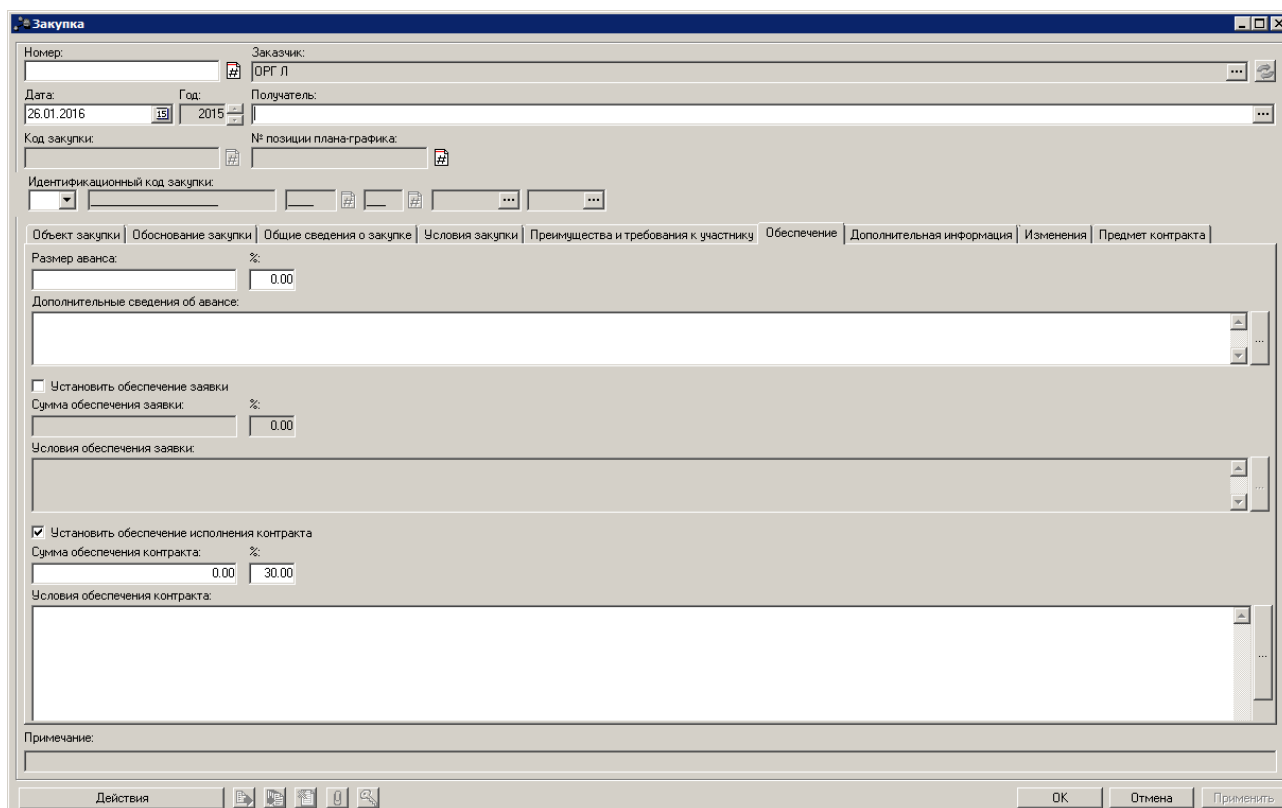 Закупка
Номер: Заказчик:
ОРГ Л ...
Дата: Год: Получатель:
26.01.2016 15 2015 ...
Код закупки: № позиции плана-графика:
Идентификационный код закупки:
... ...
Объект закупки Обоснование закупки Общие сведения о закупке Условия закупки Преимущества и требования к участнику Обеспечение Дополнительная информация Изменения Предмет контракта
Размер аванса: %:
0.00
Дополнительные сведения об авансе:
...
Установить обеспечение заявки
Сумма обеспечения заявки: %:
0.00
Условия обеспечения заявки:
...
Установить обеспечение исполнения контракта
Сумма обеспечения контракта: %:
0.00 30.00
Условия обеспечения контракта:
...
Примечание:
Действия OK Отмена Применить